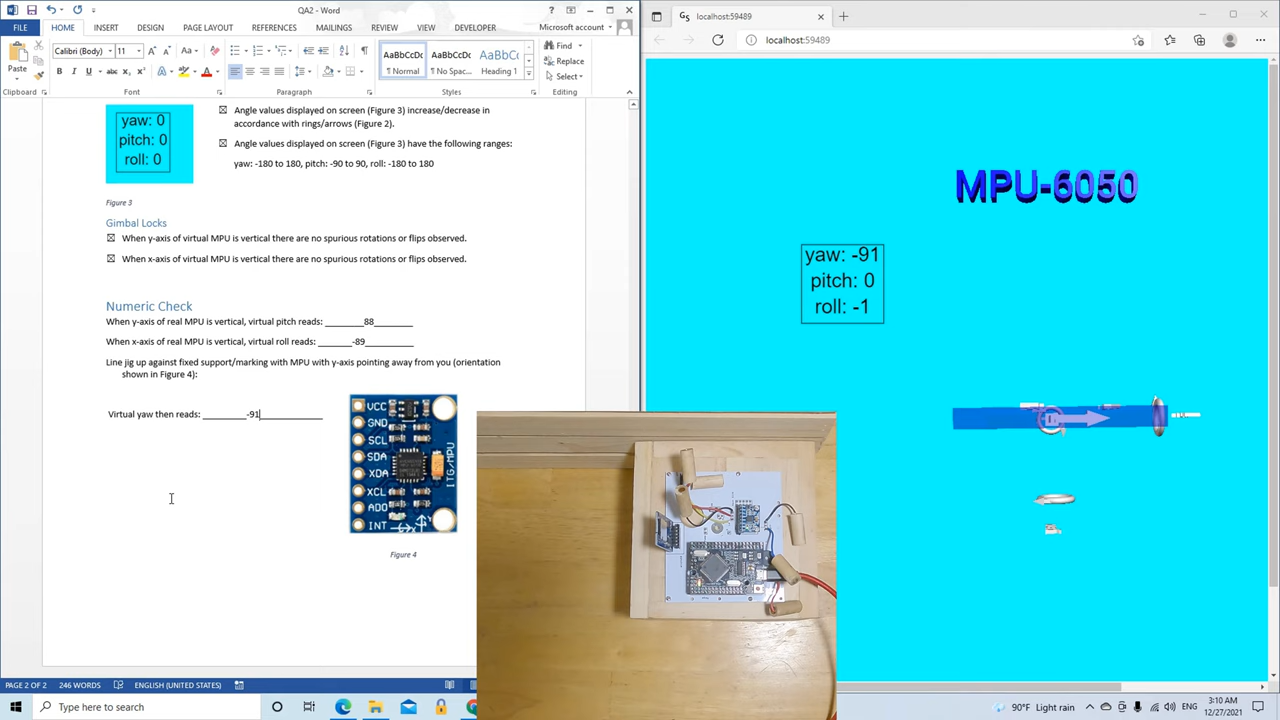 QA2 - Word
FILE HOME INSERT DESIGN PAGE LAYOUT REFERENCES MAILINGS REVIEW VIEW DEVELOPER Microsoft account
Calibri (Body) 11
Paste
Clipboard Font Paragraph Styles Editing
AaBbCcDc AaBbCcDc AaBbCc
¶ Normal ¶ No Spac... Heading 1
Find
Replace
Select
yaw: 0
pitch: 0
roll: 0
Figure 3
☒ Angle values displayed on screen (Figure 3) increase/decrease in
accordance with rings/arrows (Figure 2).
☒ Angle values displayed on screen (Figure 3) have the following ranges:
yaw: -180 to 180, pitch: -90 to 90, roll: -180 to 180
Gimbal Locks
☒ When y-axis of virtual MPU is vertical there are no spurious rotations or flips observed.
☒ When x-axis of virtual MPU is vertical there are no spurious rotations or flips observed.
Numeric Check
When y-axis of real MPU is vertical, virtual pitch reads: ________88________
When x-axis of real MPU is vertical, virtual roll reads: _______-89__________
Line jig up against fixed support/marking with MPU with y-axis pointing away from you (orientation
shown in Figure 4):
Virtual yaw then reads: _________-91_____________
VCC
GND
SCL
SDA
XDA
XCL
ADO
INT
ITG/MPU
Figure 4
PAGE 2 OF 2 246 WORDS ENGLISH (UNITED STATES)
localhost:59489
localhost:59489
MPU-6050
yaw: -91
pitch: 0
roll: -1
Type here to search
90°F Light rain
3:10 AM
12/27/2021